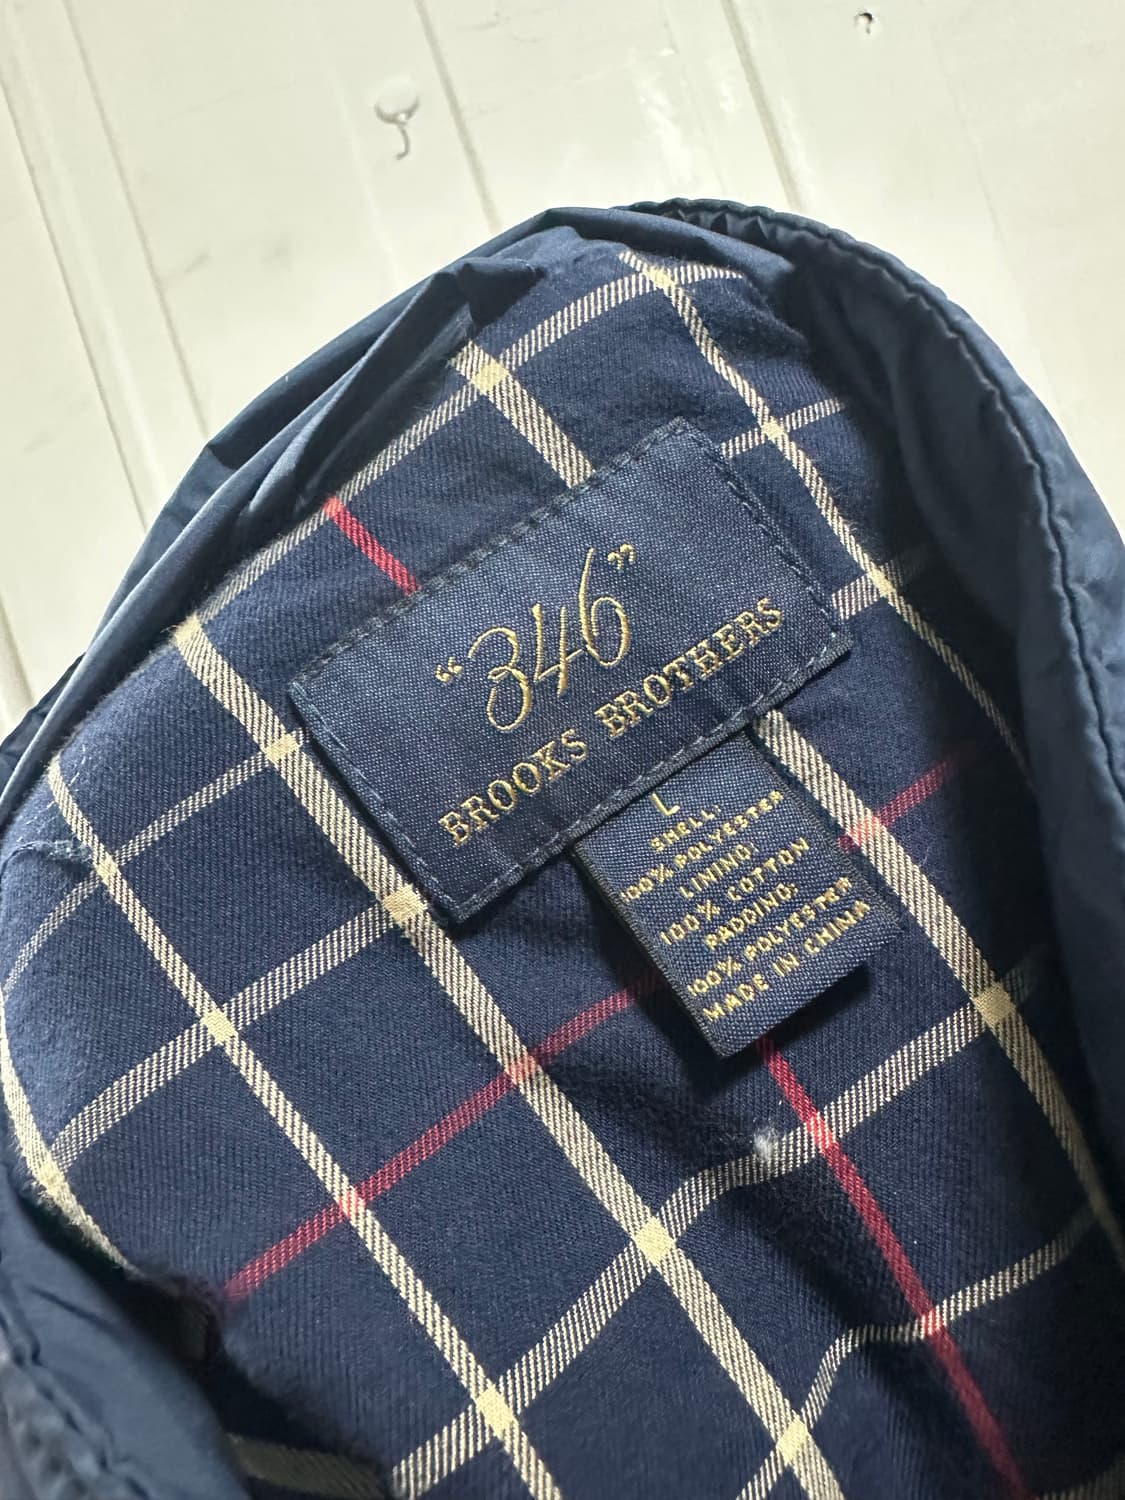 “346”
BROOKS BROTHERS
L
SHELL:
100% POLYESTER
LINING:
100% COTTON
PADDING:
100% POLYESTER
MADE IN CHINA